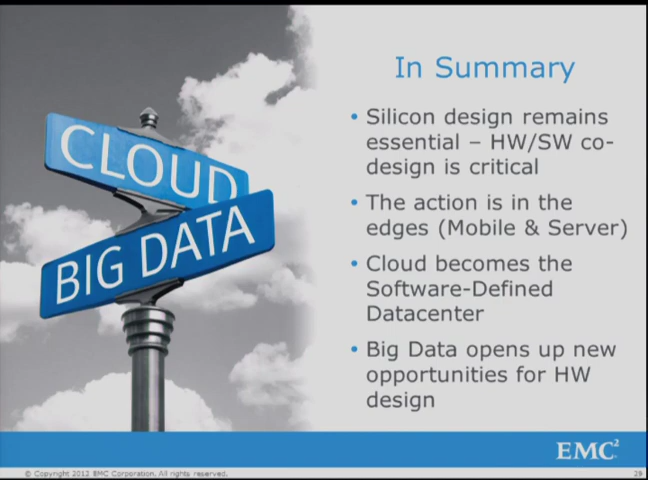 CLOUD
BIG DATA
In Summary
• Silicon design remains
essential – HW/SW co-
design is critical
• The action is in the
edges (Mobile & Server)
• Cloud becomes the
Software-Defined
Datacenter
• Big Data opens up new
opportunities for HW
design
EMC²
© Copyright 2012 EMC Corporation. All rights reserved.
29